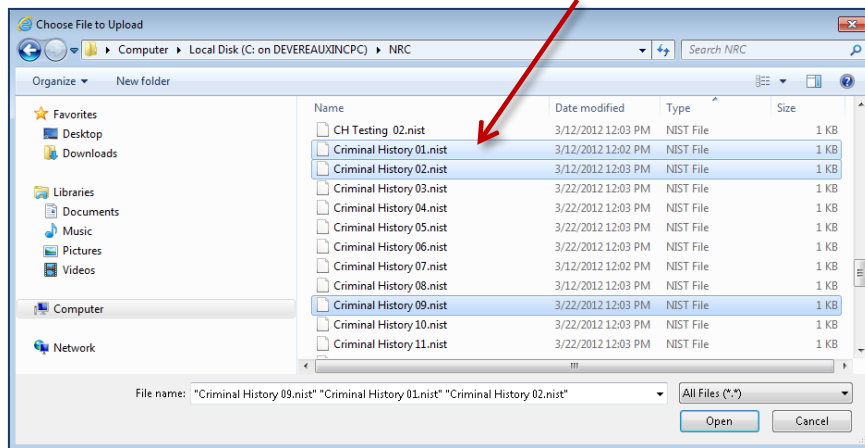 Choose File to Upload
Computer Local Disk (C: on DEVEREAUXINCPC) NRC
Search NRC
Organize New folder
Favorites
Desktop
Downloads
Libraries
Documents
Music
Pictures
Videos
Computer
Network
Name Date modified Type Size
CH Testing 02.nist 3/12/2012 12:03 PM NIST File 1 KB
Criminal History 01.nist 3/12/2012 12:02 PM NIST File 1 KB
Criminal History 02.nist 3/12/2012 12:03 PM NIST File 1 KB
Criminal History 03.nist 3/22/2012 12:03 PM NIST File 1 KB
Criminal History 04.nist 3/22/2012 12:03 PM NIST File 1 KB
Criminal History 05.nist 3/22/2012 12:03 PM NIST File 1 KB
Criminal History 06.nist 3/22/2012 12:03 PM NIST File 1 KB
Criminal History 07.nist 3/12/2012 12:02 PM NIST File 1 KB
Criminal History 08.nist 3/12/2012 12:03 PM NIST File 1 KB
Criminal History 09.nist 3/22/2012 12:03 PM NIST File 1 KB
Criminal History 10.nist 3/22/2012 12:03 PM NIST File 1 KB
Criminal History 11.nist 3/22/2012 12:03 PM NIST File 1 KB
File name: "Criminal History 09.nist" "Criminal History 01.nist" "Criminal History 02.nist" All Files (*.*)
Open Cancel